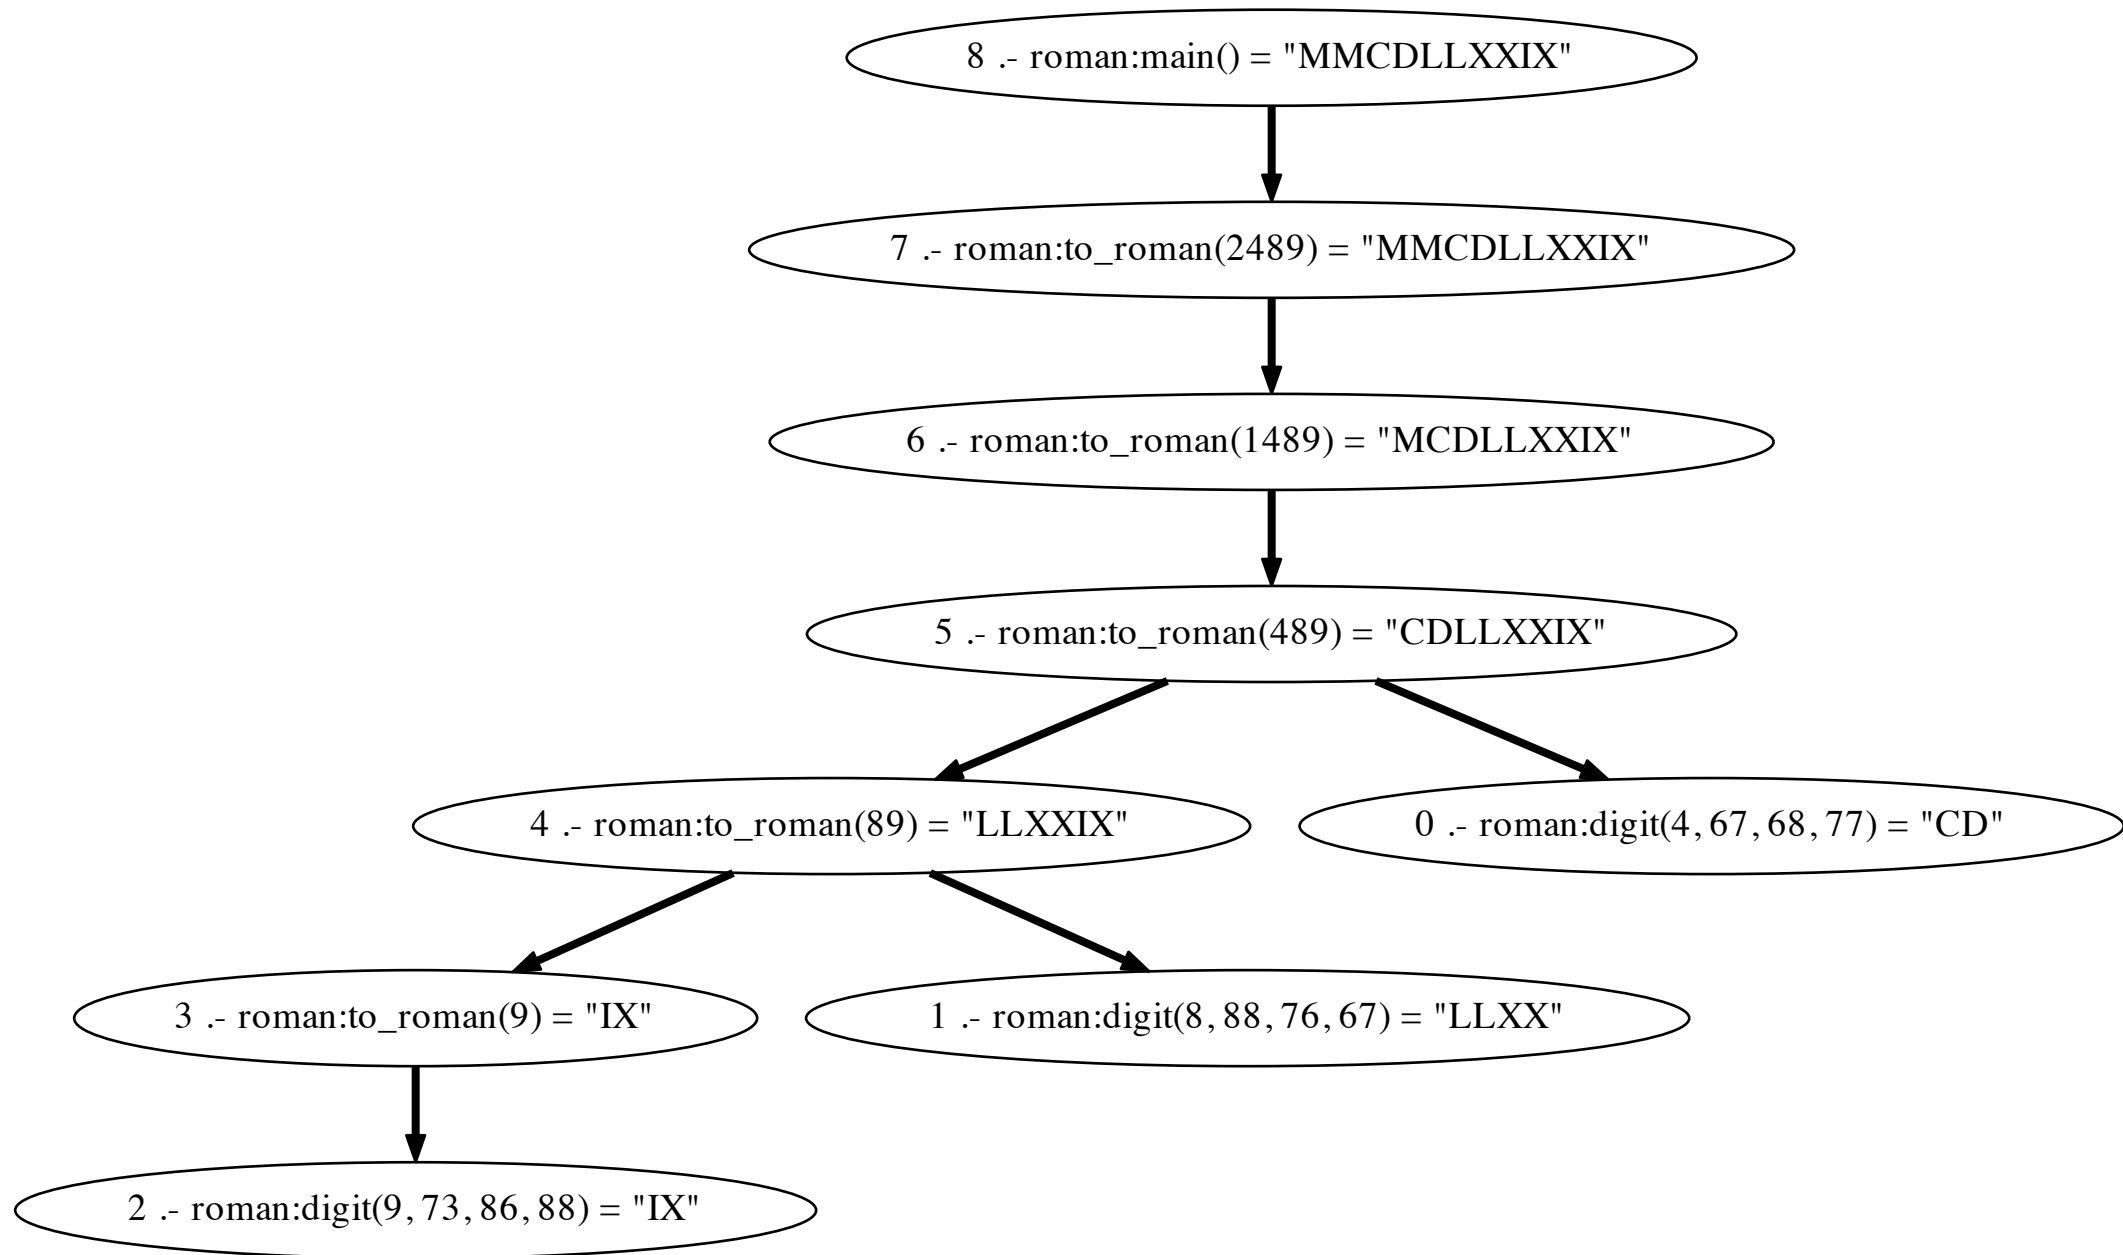 8 .- roman:main() = "MMCDLLXXIX"
7 .- roman:to_roman(2489) = "MMCDLLXXIX"
6 .- roman:to_roman(1489) = "MCDLLXXIX"
5 .- roman:to_roman(489) = "CDLLXXIX"
4 .- roman:to_roman(89) = "LLXXIX"
0 .- roman:digit(4, 67, 68, 77) = "CD"
3 .- roman:to_roman(9) = "IX"
1 .- roman:digit(8, 88, 76, 67) = "LLXX"
2 .- roman:digit(9, 73, 86, 88) = "IX"